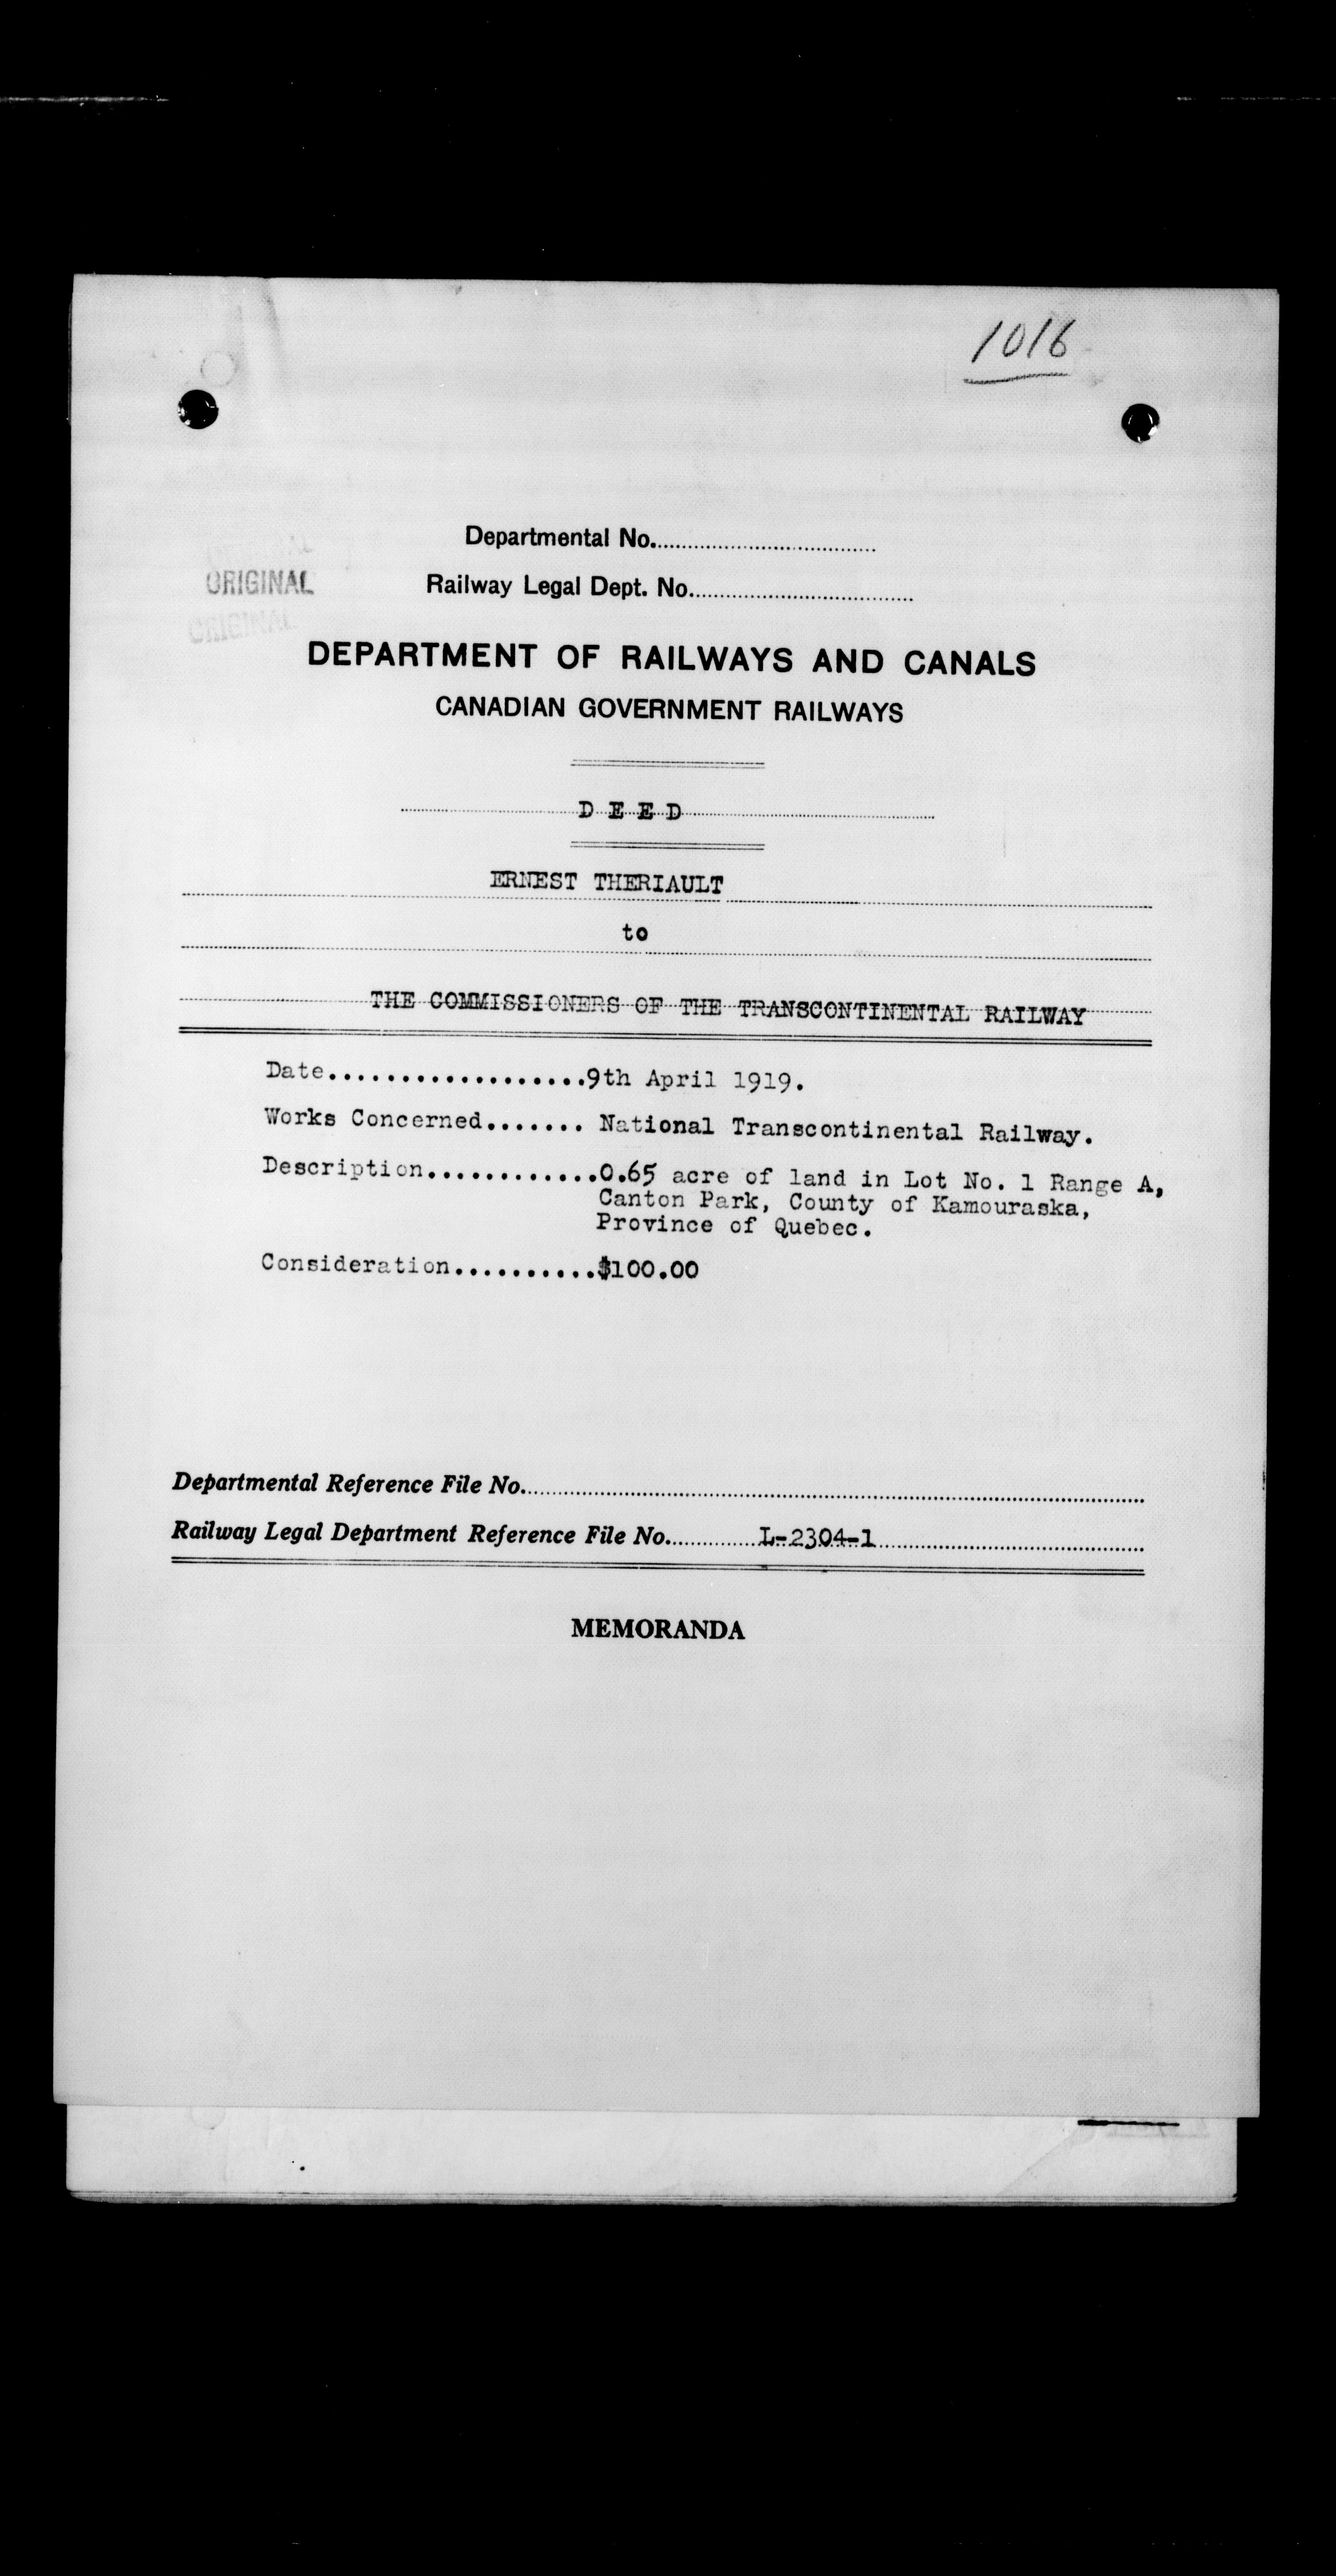 1016
Departmental No.
ORIGINAL
Railway Legal Dept. No.
ORIGINAL
DEPARTMENT OF RAILWAYS AND CANALS
CANADIAN GOVERNMENT RAILWAYS
DEED
ERNEST THERIAULT
to
THE COMMISSIONERS OF THE TRANSCONTINENTAL RAILWAY
Date...................9th April 1919.
Works Concerned....... National Transcontinental Railway.
Description............0.65 acre of land in Lot No. 1 Range A,
Canton Park, County of Kamouraska,
Province of Quebec.
Consideration..........$100.00
Departmental Reference File No.
Railway Legal Department Reference File No. L-2304-1
MEMORANDA